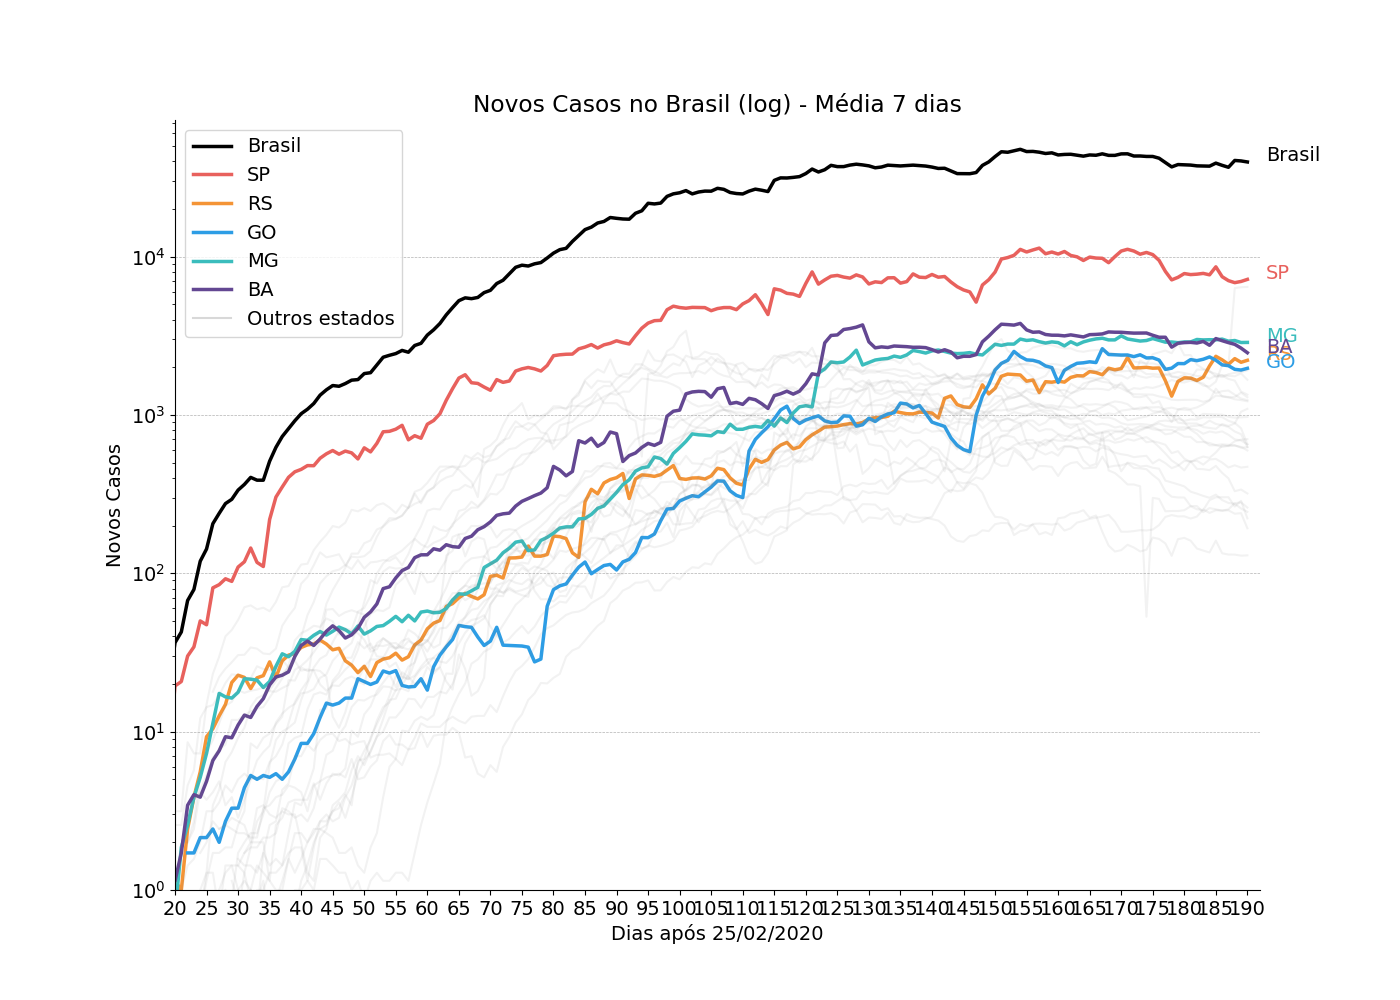 Novos Casos no Brasil (log) - Média 7 dias
Brasil
SP
RS
GO
MG
BA
Outros estados
10⁴
10³
10²
10¹
10⁰
Novos Casos
Brasil
SP
MG
BA
RS
GO
20 25 30 35 40 45 50 55 60 65 70 75 80 85 90 95 100 105 110 115 120 125 130 135 140 145 150 155 160 165 170 175 180 185 190
Dias após 25/02/2020